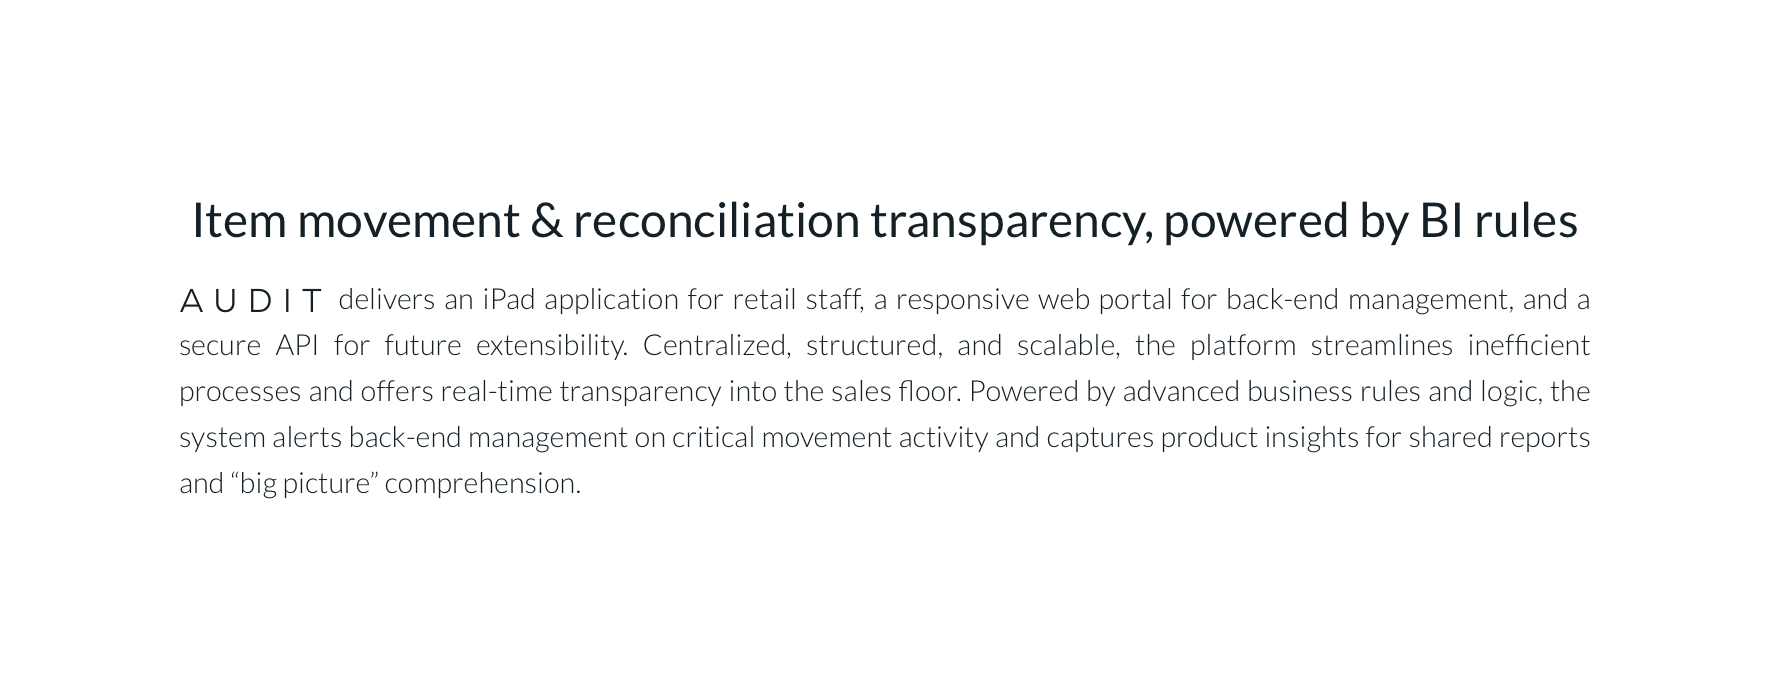 Item movement & reconciliation transparency, powered by BI rules
AUDIT delivers an iPad application for retail staff, a responsive web portal for back-end management, and a
secure API for future extensibility. Centralized, structured, and scalable, the platform streamlines inefficient
processes and offers real-time transparency into the sales floor. Powered by advanced business rules and logic, the
system alerts back-end management on critical movement activity and captures product insights for shared reports
and “big picture” comprehension.